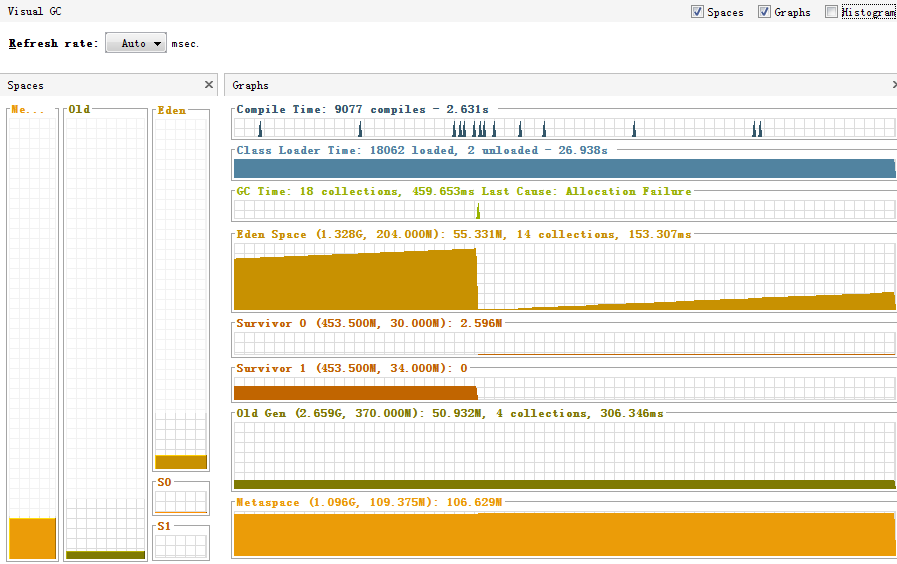 Visual GC
Spaces Graphs Histogram
Refresh rate: Auto msec.
Spaces
Graphs
Me... Old Eden
S0
S1
Compile Time: 9077 compiles - 2.631s
Class Loader Time: 18062 loaded, 2 unloaded - 26.938s
GC Time: 18 collections, 459.653ms Last Cause: Allocation Failure
Eden Space (1.328G, 204.000M): 55.331M, 14 collections, 153.307ms
Survivor 0 (453.500M, 30.000M): 2.596M
Survivor 1 (453.500M, 34.000M): 0
Old Gen (2.659G, 370.000M): 50.932M, 4 collections, 306.346ms
Metaspace (1.096G, 109.375M): 106.629M